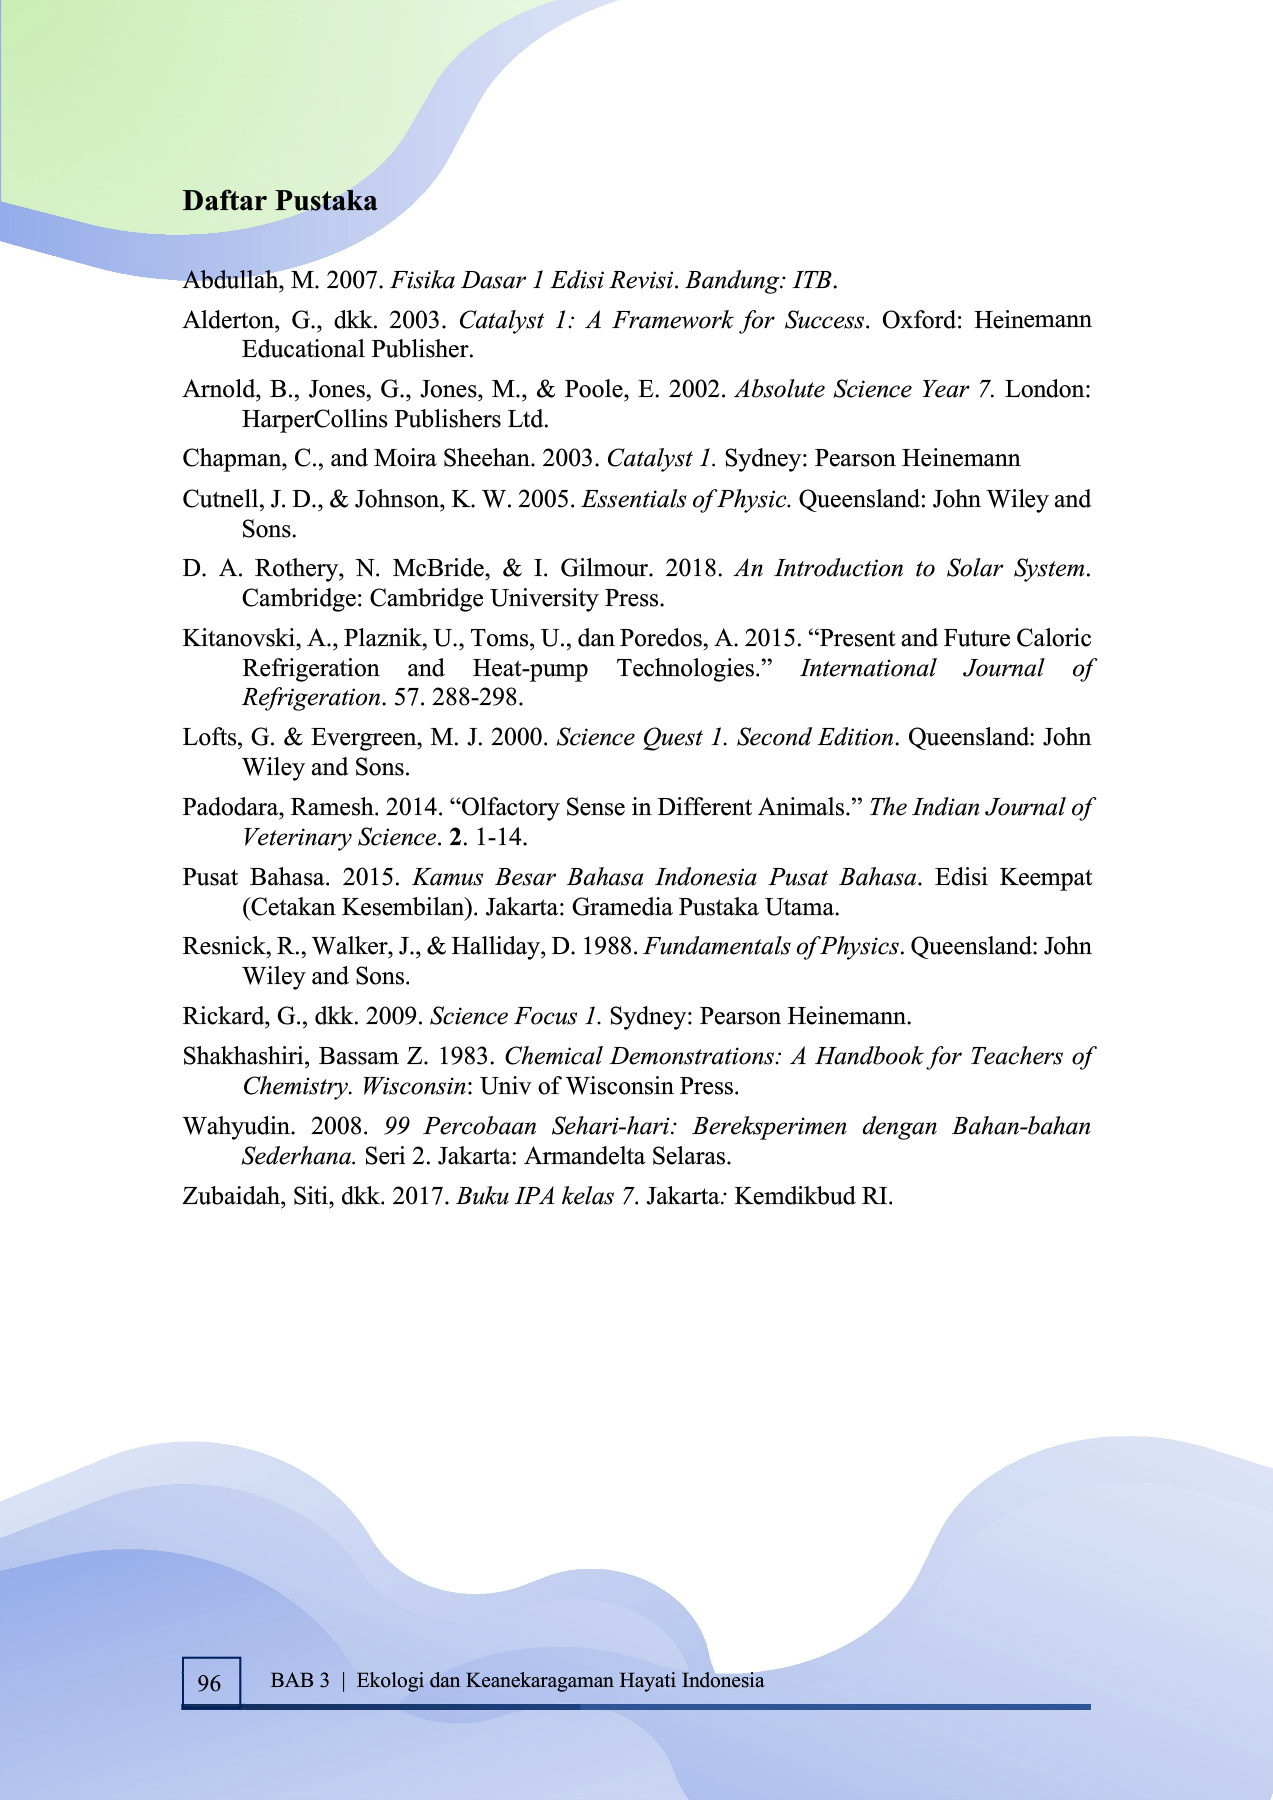 Daftar Pustaka
Abdullah, M. 2007. Fisika Dasar 1 Edisi Revisi. Bandung: ITB.
Alderton, G., dkk. 2003. Catalyst 1: A Framework for Success. Oxford: Heinemann
Educational Publisher.
Arnold, B., Jones, G., Jones, M., & Poole, E. 2002. Absolute Science Year 7. London:
HarperCollins Publishers Ltd.
Chapman, C., and Moira Sheehan. 2003. Catalyst 1. Sydney: Pearson Heinemann
Cutnell, J. D., & Johnson, K. W. 2005. Essentials of Physic. Queensland: John Wiley and
Sons.
D. A. Rothery, N. McBride, & I. Gilmour. 2018. An Introduction to Solar System.
Cambridge: Cambridge University Press.
Kitanovski, A., Plaznik, U., Toms, U., dan Poredos, A. 2015. “Present and Future Caloric
Refrigeration and Heat-pump Technologies.” International Journal of
Refrigeration. 57. 288-298.
Lofts, G. & Evergreen, M. J. 2000. Science Quest 1. Second Edition. Queensland: John
Wiley and Sons.
Padodara, Ramesh. 2014. “Olfactory Sense in Different Animals.” The Indian Journal of
Veterinary Science. 2. 1-14.
Pusat Bahasa. 2015. Kamus Besar Bahasa Indonesia Pusat Bahasa. Edisi Keempat
(Cetakan Kesembilan). Jakarta: Gramedia Pustaka Utama.
Resnick, R., Walker, J., & Halliday, D. 1988. Fundamentals of Physics. Queensland: John
Wiley and Sons.
Rickard, G., dkk. 2009. Science Focus 1. Sydney: Pearson Heinemann.
Shakhashiri, Bassam Z. 1983. Chemical Demonstrations: A Handbook for Teachers of
Chemistry. Wisconsin: Univ of Wisconsin Press.
Wahyudin. 2008. 99 Percobaan Sehari-hari: Bereksperimen dengan Bahan-bahan
Sederhana. Seri 2. Jakarta: Armandelta Selaras.
Zubaidah, Siti, dkk. 2017. Buku IPA kelas 7. Jakarta: Kemdikbud RI.
96 BAB 3 | Ekologi dan Keanekaragaman Hayati Indonesia